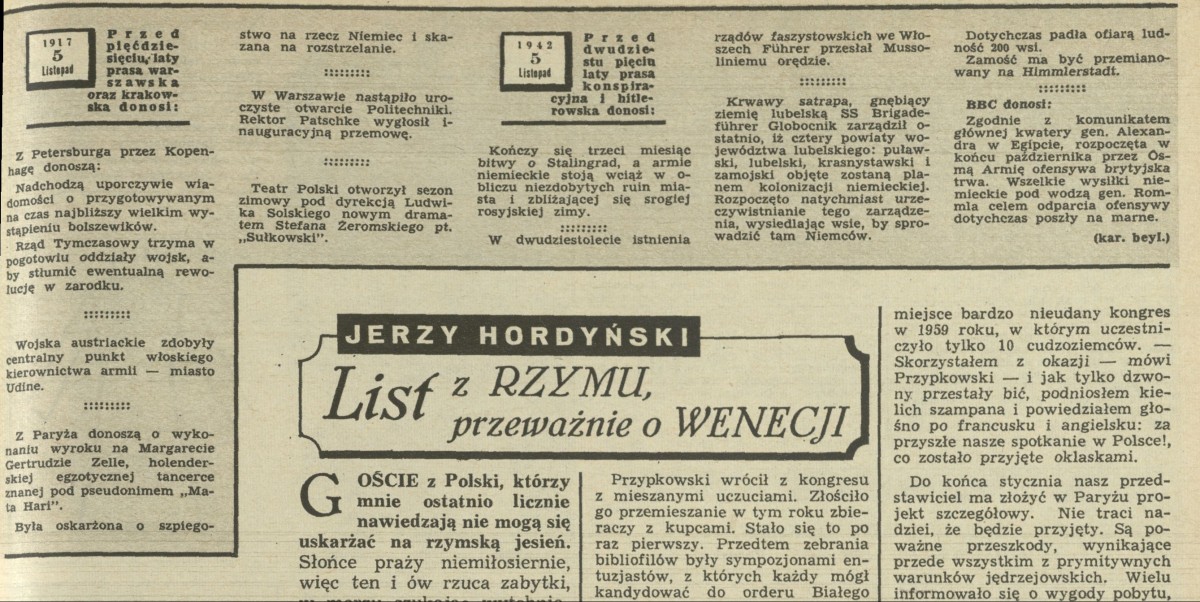 1917
5
Listopad
Przed
pięćdzie-
sięciu laty
prasa war-
szawska
oraz krakow-
ska donosi:
Z Petersburga przez Kopen-
hagę donoszą:
Nadchodzą uporczywie wia-
domości o przygotowywanym
na czas najbliższy wielkim wy-
stąpieniu bolszewików.
Rząd Tymczasowy trzyma w
pogotowiu oddziały wojsk, a-
by stłumić ewentualną rewo-
lucję w zarodku.
Wojska austriackie zdobyły
centralny punkt włoskiego
kierownictwa armii — miasto
Udine.
Z Paryża donoszą o wyko-
naniu wyroku na Margarecie
Gertrudzie Zelle, holender-
skiej egzotycznej tancerce
znanej pod pseudonimem „Ma-
ta Hari”.
Była oskarżona o szpiego-
stwo na rzecz Niemiec i ska-
zana na rozstrzelanie.
W Warszawie nastąpiło uro-
czyste otwarcie Politechniki.
Rektor Patschke wygłosił i-
nauguracyjną przemowę.
Teatr Polski otworzył sezon
zimowy pod dyrekcją Ludwi-
ka Solskiego nowym drama-
tem Stefana Żeromskiego pt.
„Sułkowski”.
1942
5
Listopad
Przed
dwudzie-
stu pięciu
laty prasa
konspira-
cyjna i hitle-
rowska donosi:
Kończy się trzeci miesiąc
bitwy o Stalingrad, a armie
niemieckie stoją wciąż w o-
bliczu niezdobytych ruin mia-
sta i zbliżającej się srogiej
rosyjskiej zimy.
W dwudziestolecie istnienia
rządów faszystowskich we Wło-
szech Führer przesłał Musso-
liniemu orędzie.
Krwawy satrapa, gnębiący
ziemię lubelską SS Brigade-
führer Globocnik zarządził o-
statnio, iż cztery powiaty wo-
jewództwa lubelskiego: puław-
ski, lubelski, krasnystawski i
zamojski objęte zostaną pla-
nem kolonizacji niemieckiej.
Rozpoczęto natychmiast urze-
czywistnianie tego zarządze-
nia, wysiedlając wsie, by spro-
wadzić tam Niemców.
Dotychczas padła ofiarą lud-
ność 200 wsi.
Zamość ma być przemiano-
wany na Himmlerstadt.
BBC donosi:
Zgodnie z komunikatem
głównej kwatery gen. Alexan-
dra w Egipcie, rozpoczęta w
końcu października przez Ós-
mą Armię ofensywa brytyjska
trwa. Wszelkie wysiłki nie-
mieckie pod wodzą gen. Rom-
mla celem odparcia ofensywy
dotychczas poszły na marne.
(kar. beyl.)
JERZY HORDYŃSKI
List z RZYMU,
przeważnie o WENECJI
GOŚCIE z Polski, którzy
mnie ostatnio licznie
nawiedzają nie mogą się
uskarżać na rzymską jesień.
Słońce praży niemiłosiernie,
więc ten i ów rzuca zabytki,
Przypkowski wrócił z kongresu
z mieszanymi uczuciami. Złościło
go przemieszanie w tym roku zbie-
raczy z kupcami. Stało się to po
raz pierwszy. Przedtem zebrania
bibliofilów były sympozjonami en-
tuzjastów, z których każdy mógł
kandydować do orderu Białego
miejsce bardzo nieudany kongres
w 1959 roku, w którym uczestni-
czyło tylko 10 cudzoziemców. —
Skorzystałem z okazji — mówi
Przypkowski — i jak tylko dzwo-
ny przestały bić, podniosłem kie-
lich szampana i powiedziałem gło-
śno po francusku i angielsku: za
przyszłe nasze spotkanie w Polsce!,
co zostało przyjęte oklaskami.
Do końca stycznia nasz przed-
stawiciel ma złożyć w Paryżu pro-
jekt szczegółowy. Nie traci na-
dziei, że będzie przyjęty. Są po-
ważne przeszkody, wynikające
przede wszystkim z prymitywnych
warunków jędrzejowskich. Wielu
informowało się o wygody pobytu,